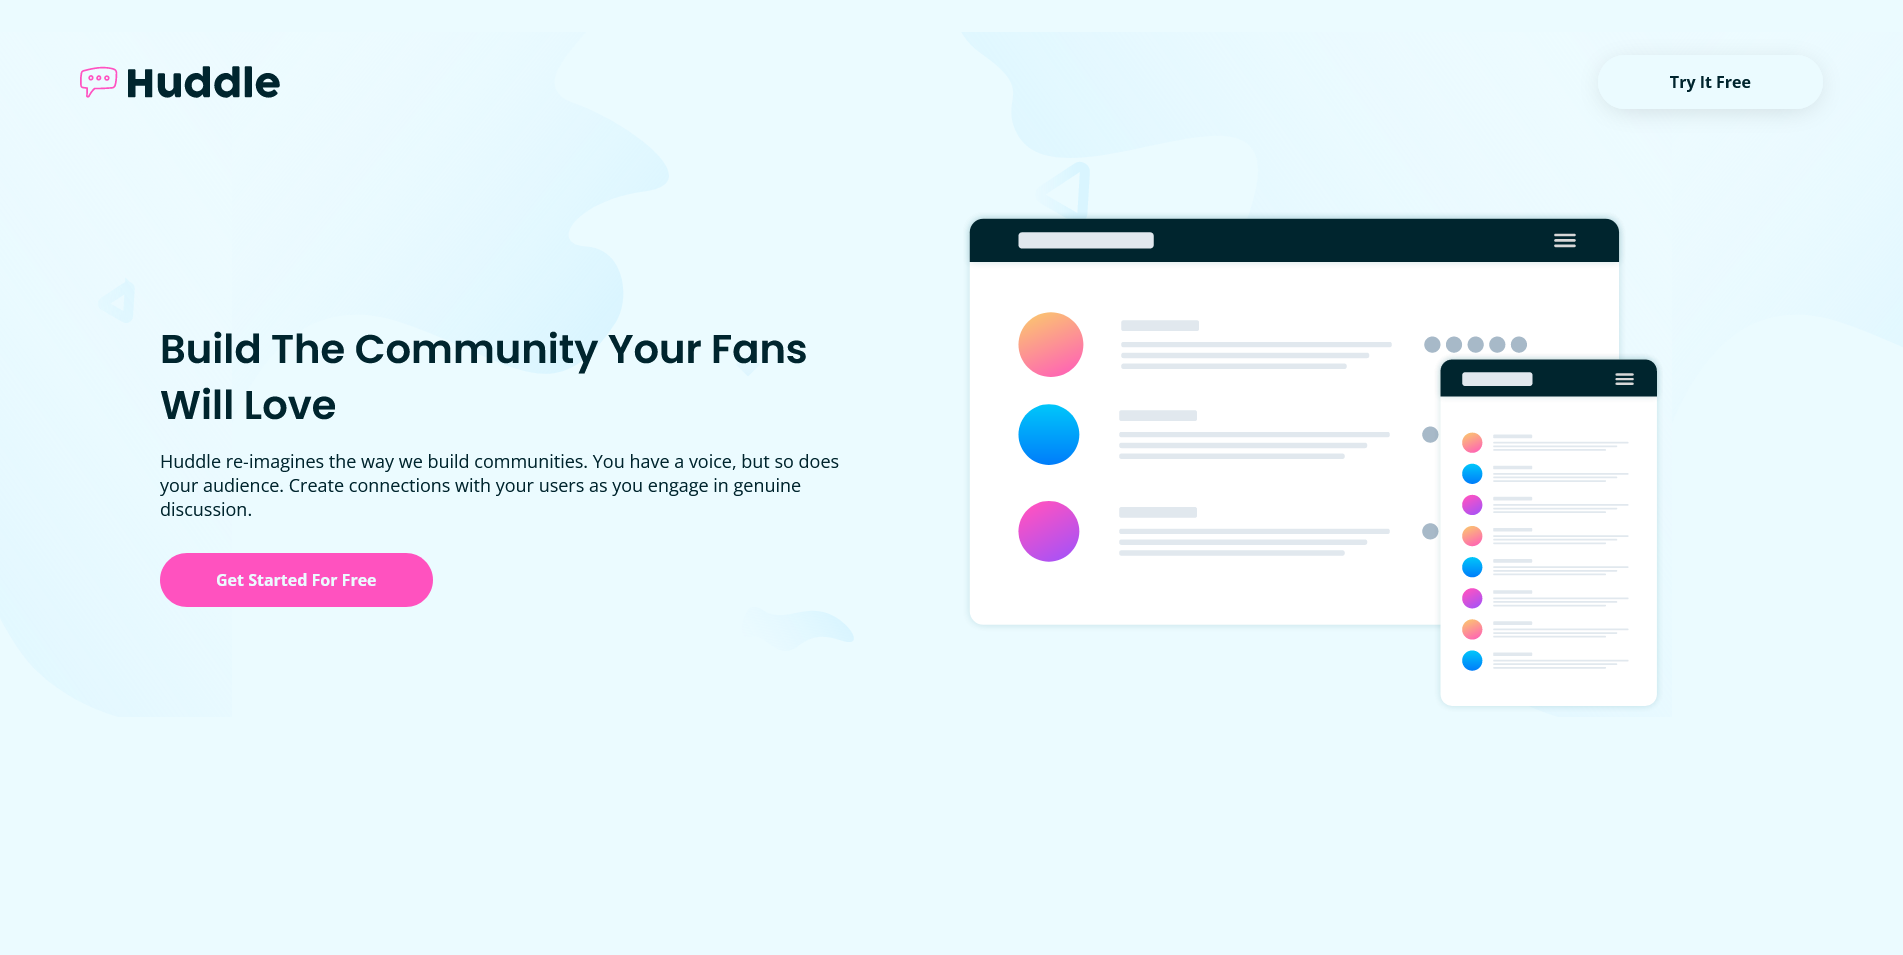 Huddle
Try It Free
Build The Community Your Fans
Will Love
Huddle re-imagines the way we build communities. You have a voice, but so does
your audience. Create connections with your users as you engage in genuine
discussion.
Get Started For Free